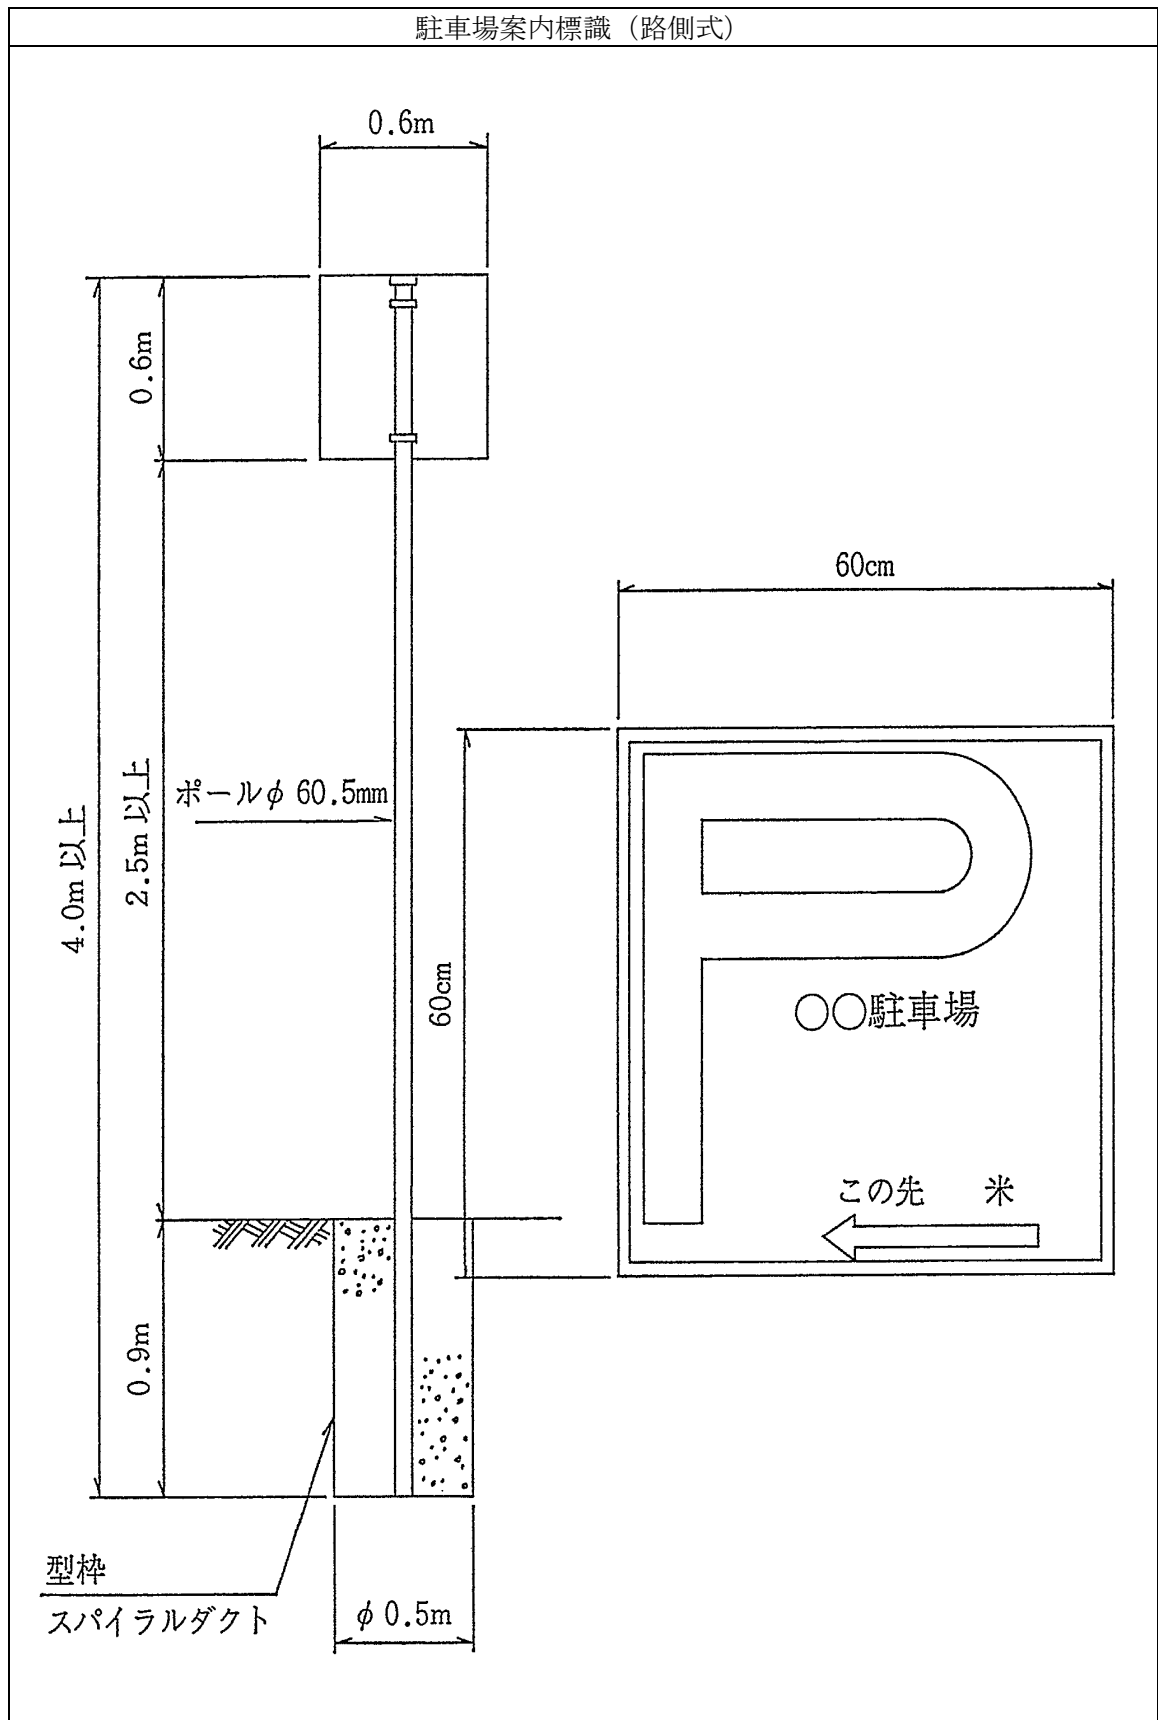 駐車場案内標識（路側式）
0.6m
0.6m
4.0m以上
2.5m以上
ポールφ 60.5mm
0.9m
型枠
スパイラルダクト
φ 0.5m
60cm
60cm
P
○○駐車場
この先　　米